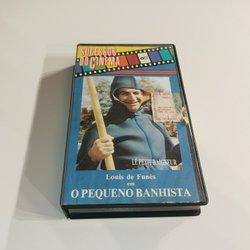 SUCESSOS
DO CINEMA
LE PETIT BAIGNEUR
Louis de Funès
em
O PEQUENO BANHISTA